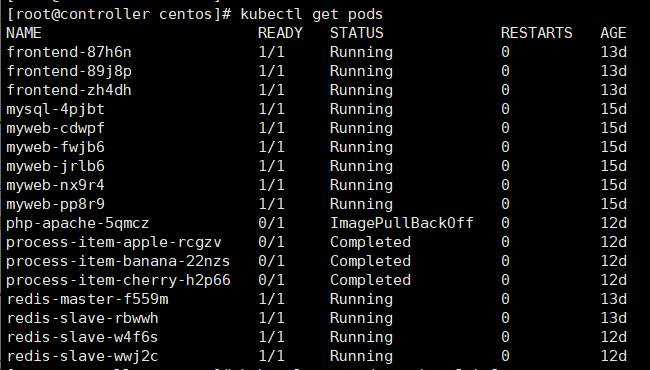 [root@controller centos]# kubectl get pods
NAME READY STATUS RESTARTS AGE
frontend-87h6n 1/1 Running 0 13d
frontend-89j8p 1/1 Running 0 13d
frontend-zh4dh 1/1 Running 0 13d
mysql-4pjbt 1/1 Running 0 15d
myweb-cdwpf 1/1 Running 0 15d
myweb-fwjb6 1/1 Running 0 15d
myweb-jrlb6 1/1 Running 0 15d
myweb-nx9r4 1/1 Running 0 15d
myweb-pp8r9 1/1 Running 0 15d
php-apache-5qmcz 0/1 ImagePullBackOff 0 12d
process-item-apple-rcgzv 0/1 Completed 0 12d
process-item-banana-22nzs 0/1 Completed 0 12d
process-item-cherry-h2p66 0/1 Completed 0 12d
redis-master-f559m 1/1 Running 0 13d
redis-slave-rbwwh 1/1 Running 0 13d
redis-slave-w4f6s 1/1 Running 0 12d
redis-slave-wwj2c 1/1 Running 0 12d